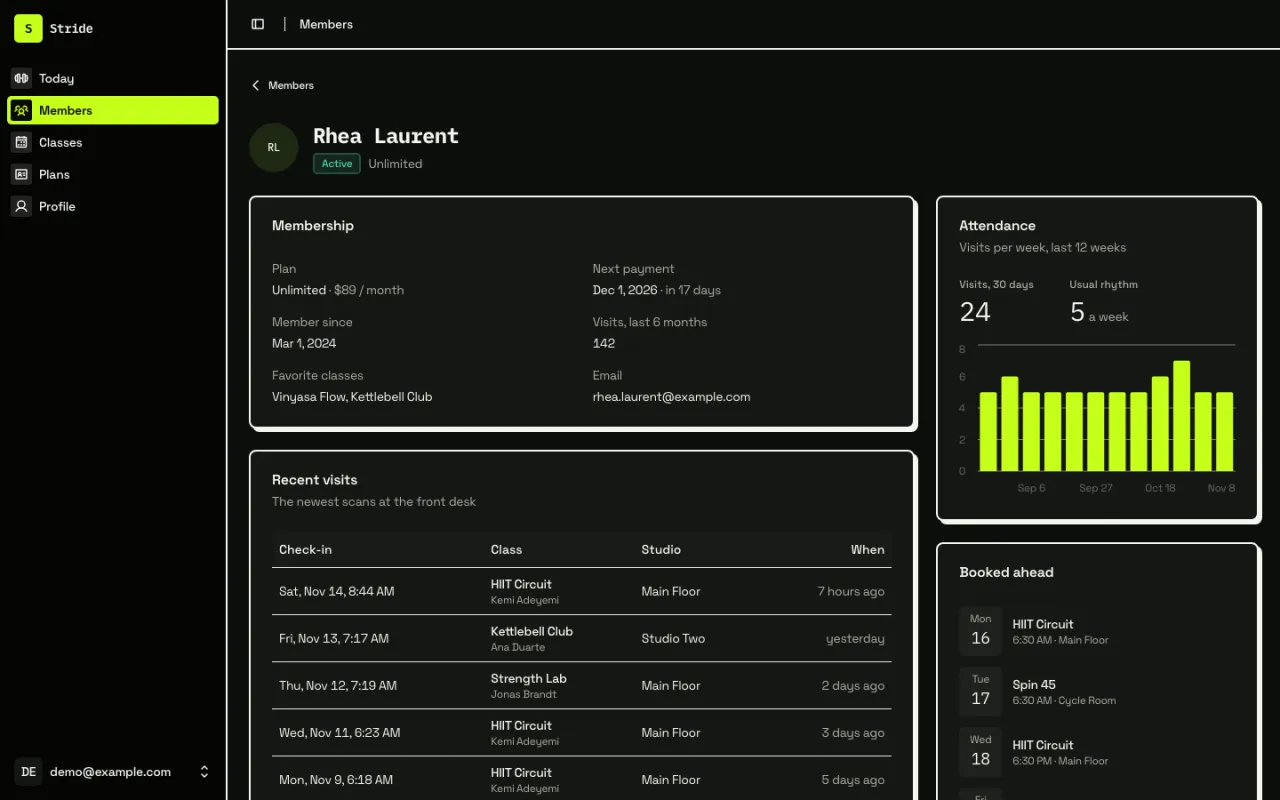 S Stride
Today
Members
Classes
Plans
Profile
DE demo@example.com
Members
Members
RL
Rhea Laurent
Active Unlimited
Membership
Plan
Unlimited · $89 / month
Next payment
Dec 1, 2026 · in 17 days
Member since
Mar 1, 2024
Visits, last 6 months
142
Favorite classes
Vinyasa Flow, Kettlebell Club
Email
rhea.laurent@example.com
Recent visits
The newest scans at the front desk
Check-in Class Studio When
Sat, Nov 14, 8:44 AM HIIT Circuit Main Floor 7 hours ago
Kemi Adeyemi
Fri, Nov 13, 7:17 AM Kettlebell Club Studio Two yesterday
Ana Duarte
Thu, Nov 12, 7:19 AM Strength Lab Main Floor 2 days ago
Jonas Brandt
Wed, Nov 11, 6:23 AM HIIT Circuit Main Floor 3 days ago
Kemi Adeyemi
Mon, Nov 9, 6:18 AM HIIT Circuit Main Floor 5 days ago
Kemi Adeyemi
Attendance
Visits per week, last 12 weeks
Visits, 30 days
24
Usual rhythm
5 a week
8
6
4
2
0
Sep 6 Sep 27 Oct 18 Nov 8
Booked ahead
Mon
16
HIIT Circuit
6:30 AM · Main Floor
Tue
17
Spin 45
6:30 AM · Cycle Room
Wed
18
HIIT Circuit
6:30 PM · Main Floor
Fri